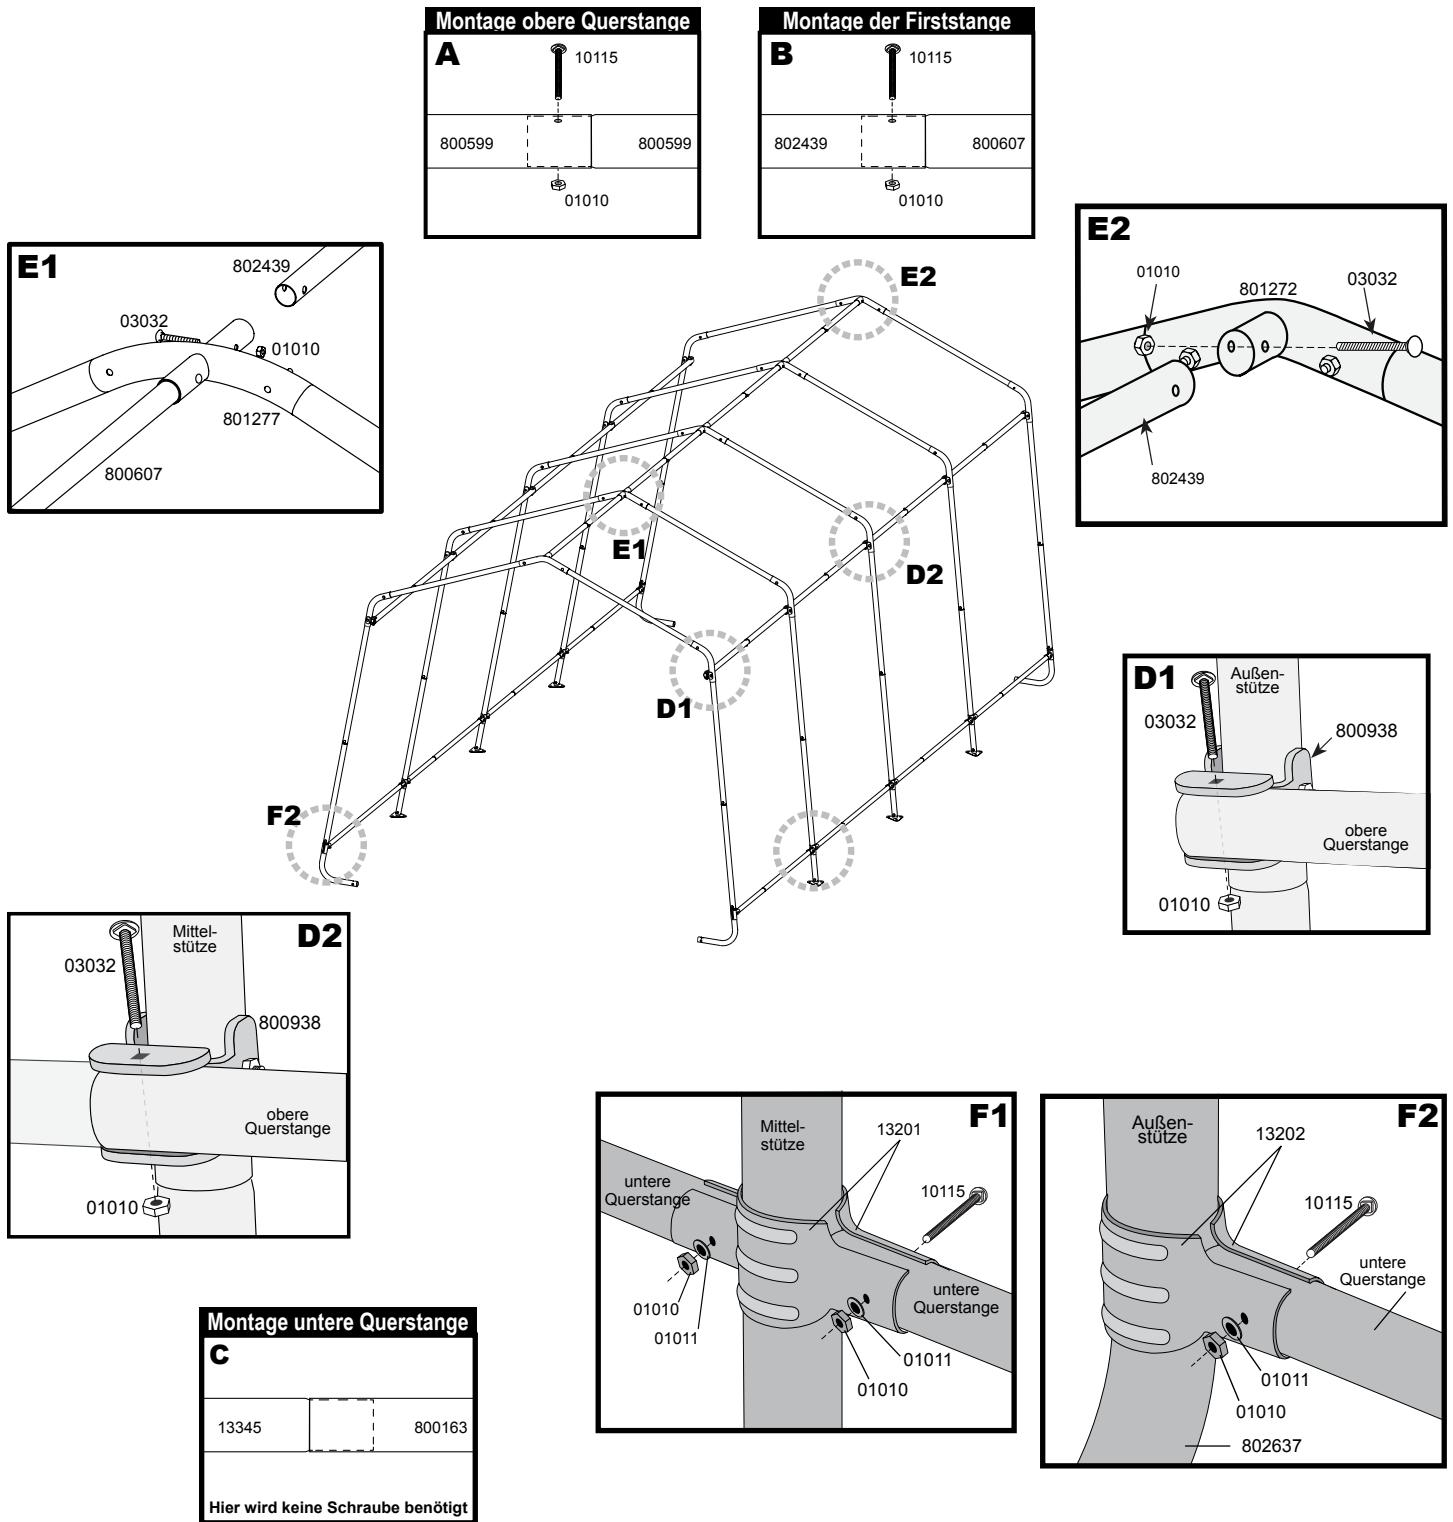 Montage obere Querstange
A
10115
800599
800599
01010
Montage der Firststange
B
10115
802439
800607
01010
E1
802439
03032
01010
801277
800607
E2
01010
801272
03032
802439
E2
E1
D2
D1
F2
D1
Außen-
stütze
03032
800938
obere
Querstange
01010
D2
Mittel-
stütze
03032
800938
obere
Querstange
01010
F1
Mittel-
stütze
13201
untere
Querstange
10115
01010
01011
untere
Querstange
01011
01010
F2
Außen-
stütze
13202
10115
untere
Querstange
01011
01010
802637
Montage untere Querstange
C
13345
800163
Hier wird keine Schraube benötigt